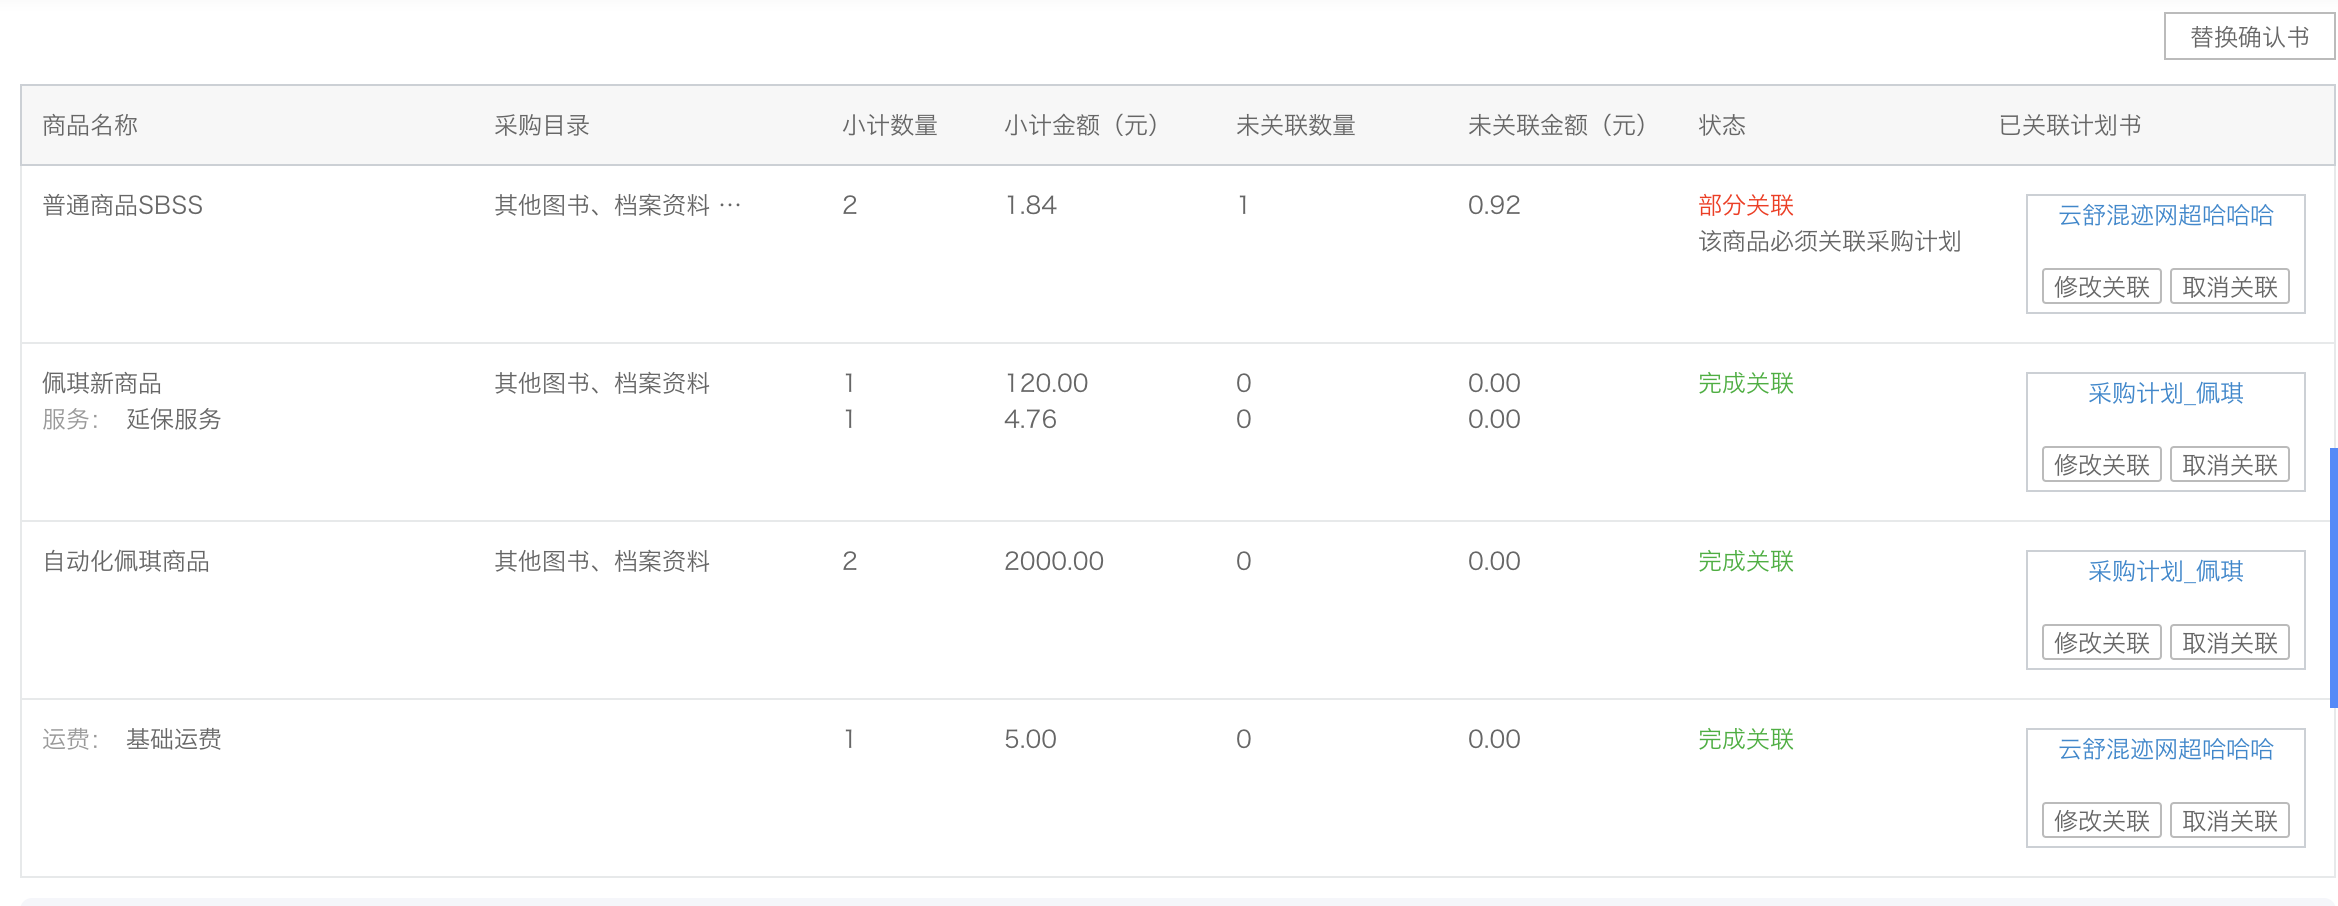 替换确认书
商品名称 采购目录 小计数量 小计金额（元） 未关联数量 未关联金额（元） 状态 已关联计划书
普通商品SBSS 其他图书、档案资料 … 2 1.84 1 0.92 部分关联 云舒混迹网超哈哈哈
该商品必须关联采购计划
修改关联 取消关联
佩琪新商品 其他图书、档案资料 1 120.00 0 0.00 完成关联 采购计划_佩琪
服务： 延保服务 1 4.76 0 0.00
修改关联 取消关联
自动化佩琪商品 其他图书、档案资料 2 2000.00 0 0.00 完成关联 采购计划_佩琪
修改关联 取消关联
运费： 基础运费 1 5.00 0 0.00 完成关联 云舒混迹网超哈哈哈
修改关联 取消关联